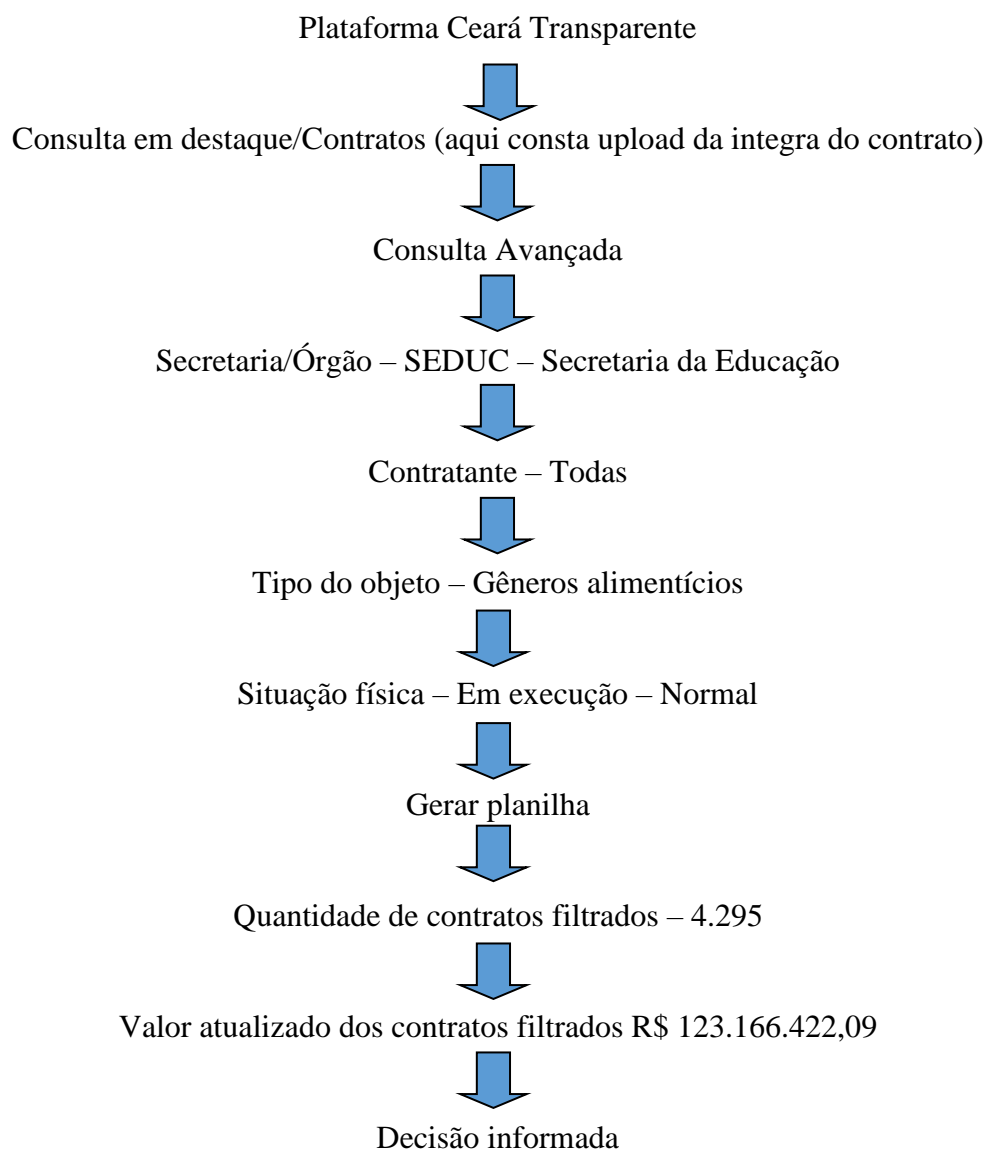 Plataforma Ceará Transparente
Consulta em destaque/Contratos (aqui consta upload da integra do contrato)
Consulta Avançada
Secretaria/Órgão – SEDUC – Secretaria da Educação
Contratante – Todas
Tipo do objeto – Gêneros alimentícios
Situação física – Em execução – Normal
Gerar planilha
Quantidade de contratos filtrados – 4.295
Valor atualizado dos contratos filtrados R$ 123.166.422,09
Decisão informada